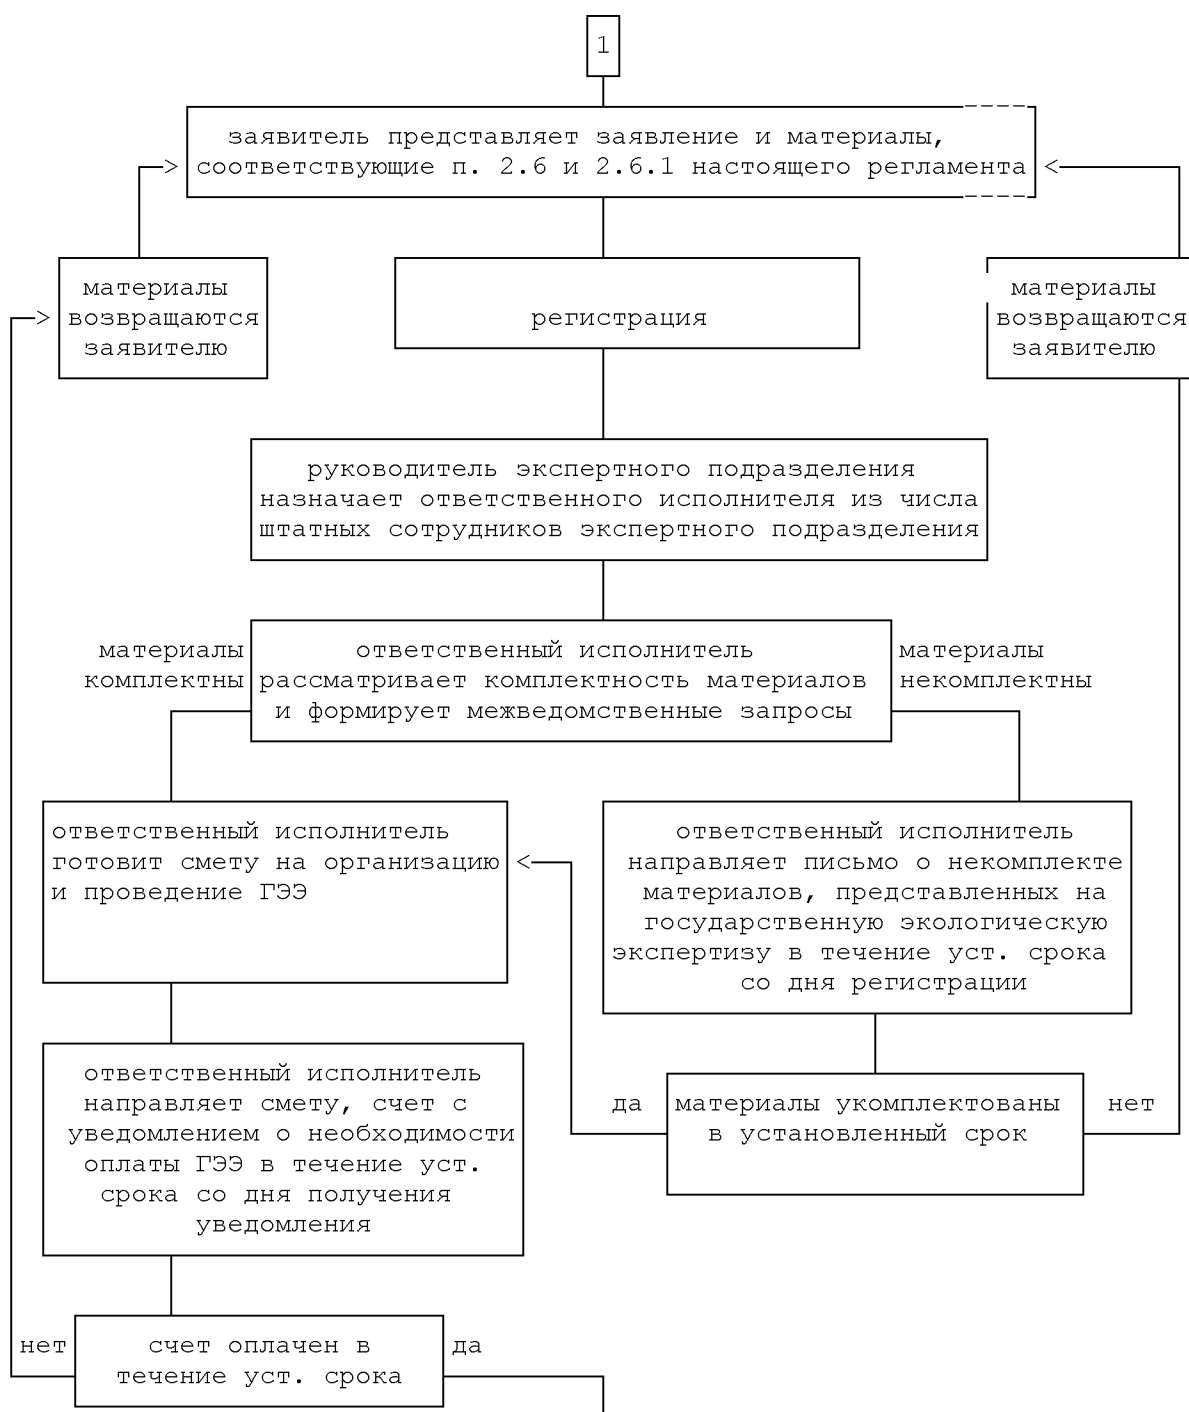 1
заявитель представляет заявление и материалы,
соответствующие п. 2.6 и 2.6.1 настоящего регламента
материалы
возвращаются
заявителю
регистрация
материалы
возвращаются
заявителю
руководитель экспертного подразделения
назначает ответственного исполнителя из числа
штатных сотрудников экспертного подразделения
материалы
комплектны
ответственный исполнитель
рассматривает комплектность материалов
и формирует межведомственные запросы
материалы
некомплектны
ответственный исполнитель
готовит смету на организацию
и проведение ГЭЭ
ответственный исполнитель
направляет письмо о некомплекте
материалов, представленных на
государственную экологическую
экспертизу в течение уст. срока
со дня регистрации
ответственный исполнитель
направляет смету, счет с
уведомлением о необходимости
оплаты ГЭЭ в течение уст.
срока со дня получения
уведомления
да
материалы укомплектованы
в установленный срок
нет
нет
счет оплачен в
течение уст. срока
да